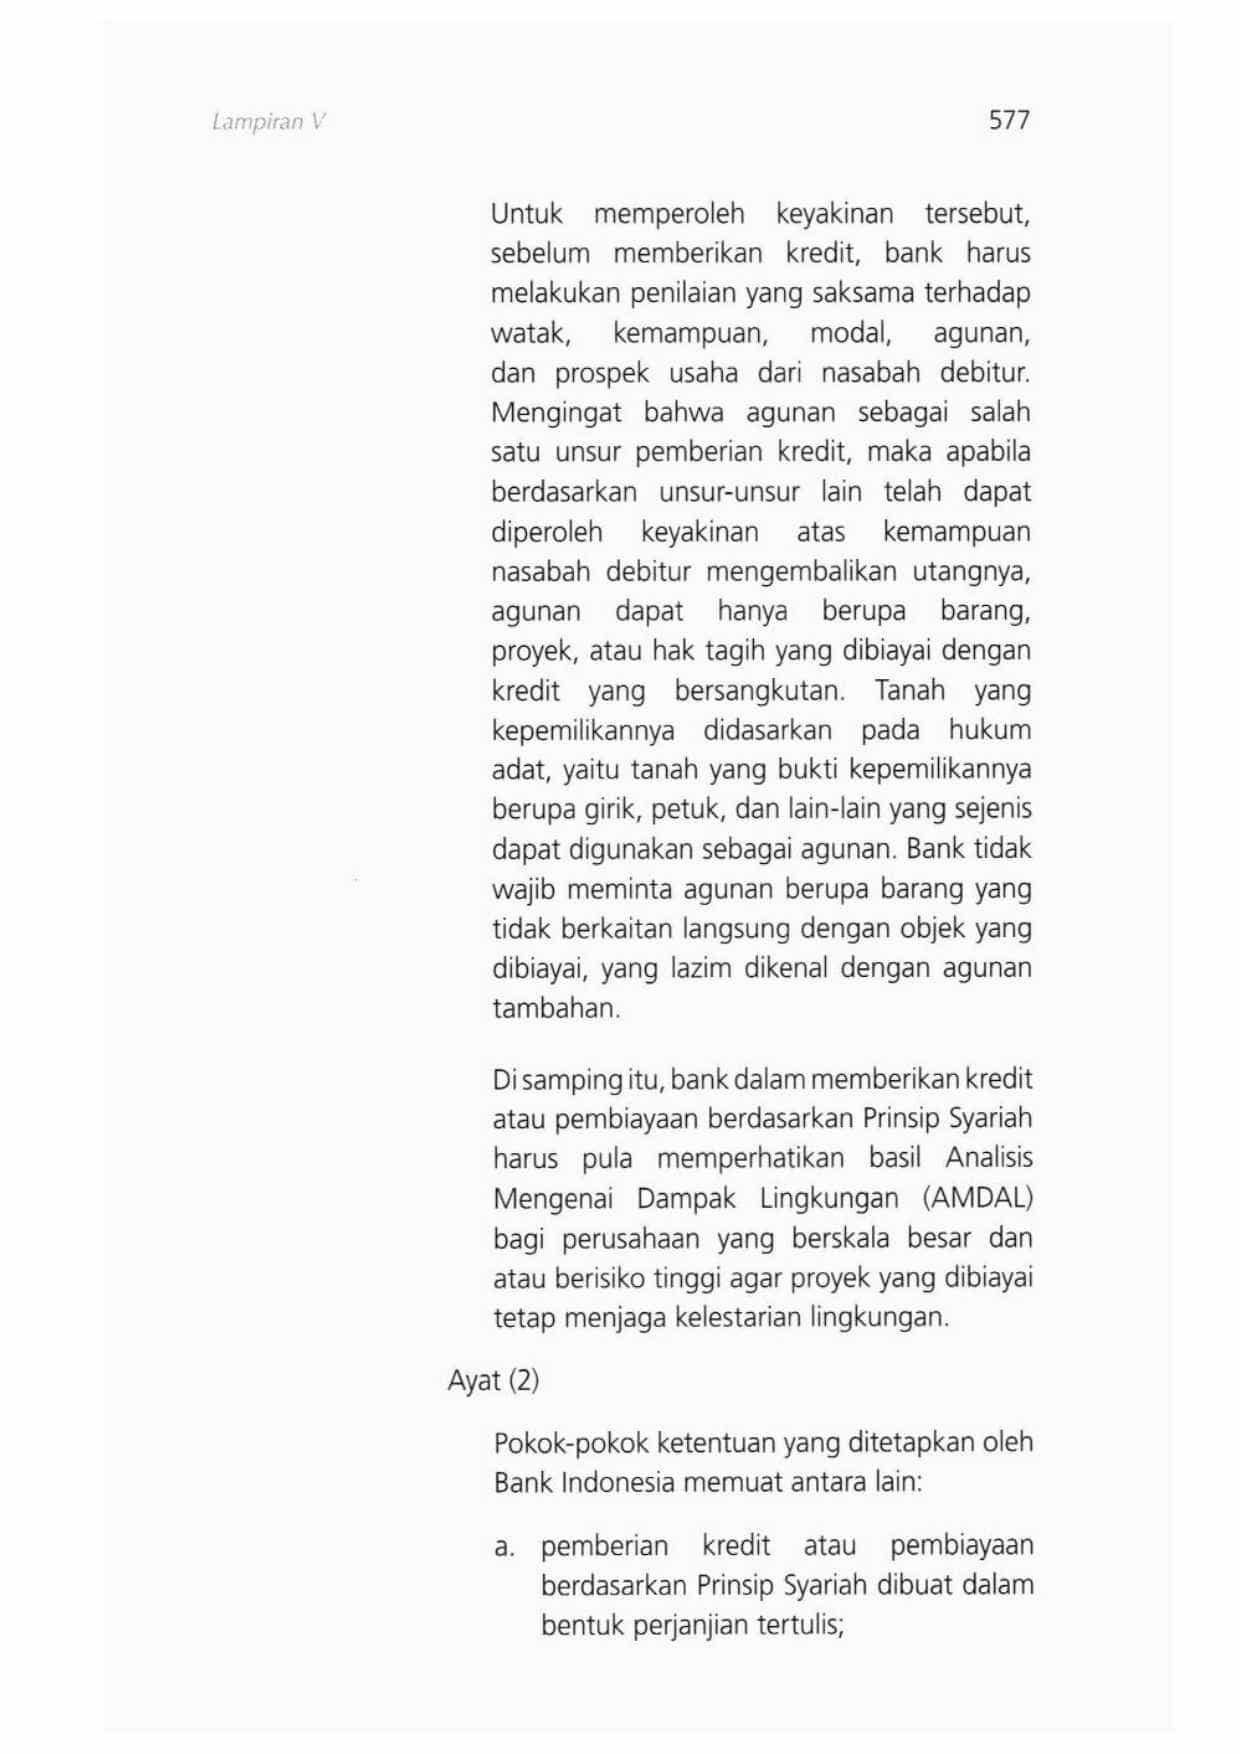 Lampiran V
577
Untuk memperoleh keyakinan tersebut,
sebelum memberikan kredit, bank harus
melakukan penilaian yang saksama terhadap
watak, kemampuan, modal, agunan,
dan prospek usaha dari nasabah debitur.
Mengingat bahwa agunan sebagai salah
satu unsur pemberian kredit, maka apabila
berdasarkan unsur-unsur lain telah dapat
diperoleh keyakinan atas kemampuan
nasabah debitur mengembalikan utangnya,
agunan dapat hanya berupa barang,
proyek, atau hak tagih yang dibiayai dengan
kredit yang bersangkutan. Tanah yang
kepemilikannya didasarkan pada hukum
adat, yaitu tanah yang bukti kepemilikannya
berupa girik, petuk, dan lain-lain yang sejenis
dapat digunakan sebagai agunan. Bank tidak
wajib meminta agunan berupa barang yang
tidak berkaitan langsung dengan objek yang
dibiayai, yang lazim dikenal dengan agunan
tambahan.
Di samping itu, bank dalam memberikan kredit
atau pembiayaan berdasarkan Prinsip Syariah
harus pula memperhatikan basil Analisis
Mengenai Dampak Lingkungan (AMDAL)
bagi perusahaan yang berskala besar dan
atau berisiko tinggi agar proyek yang dibiayai
tetap menjaga kelestarian lingkungan.
Ayat (2)
Pokok-pokok ketentuan yang ditetapkan oleh
Bank Indonesia memuat antara lain:
a. pemberian kredit atau pembiayaan
berdasarkan Prinsip Syariah dibuat dalam
bentuk perjanjian tertulis;